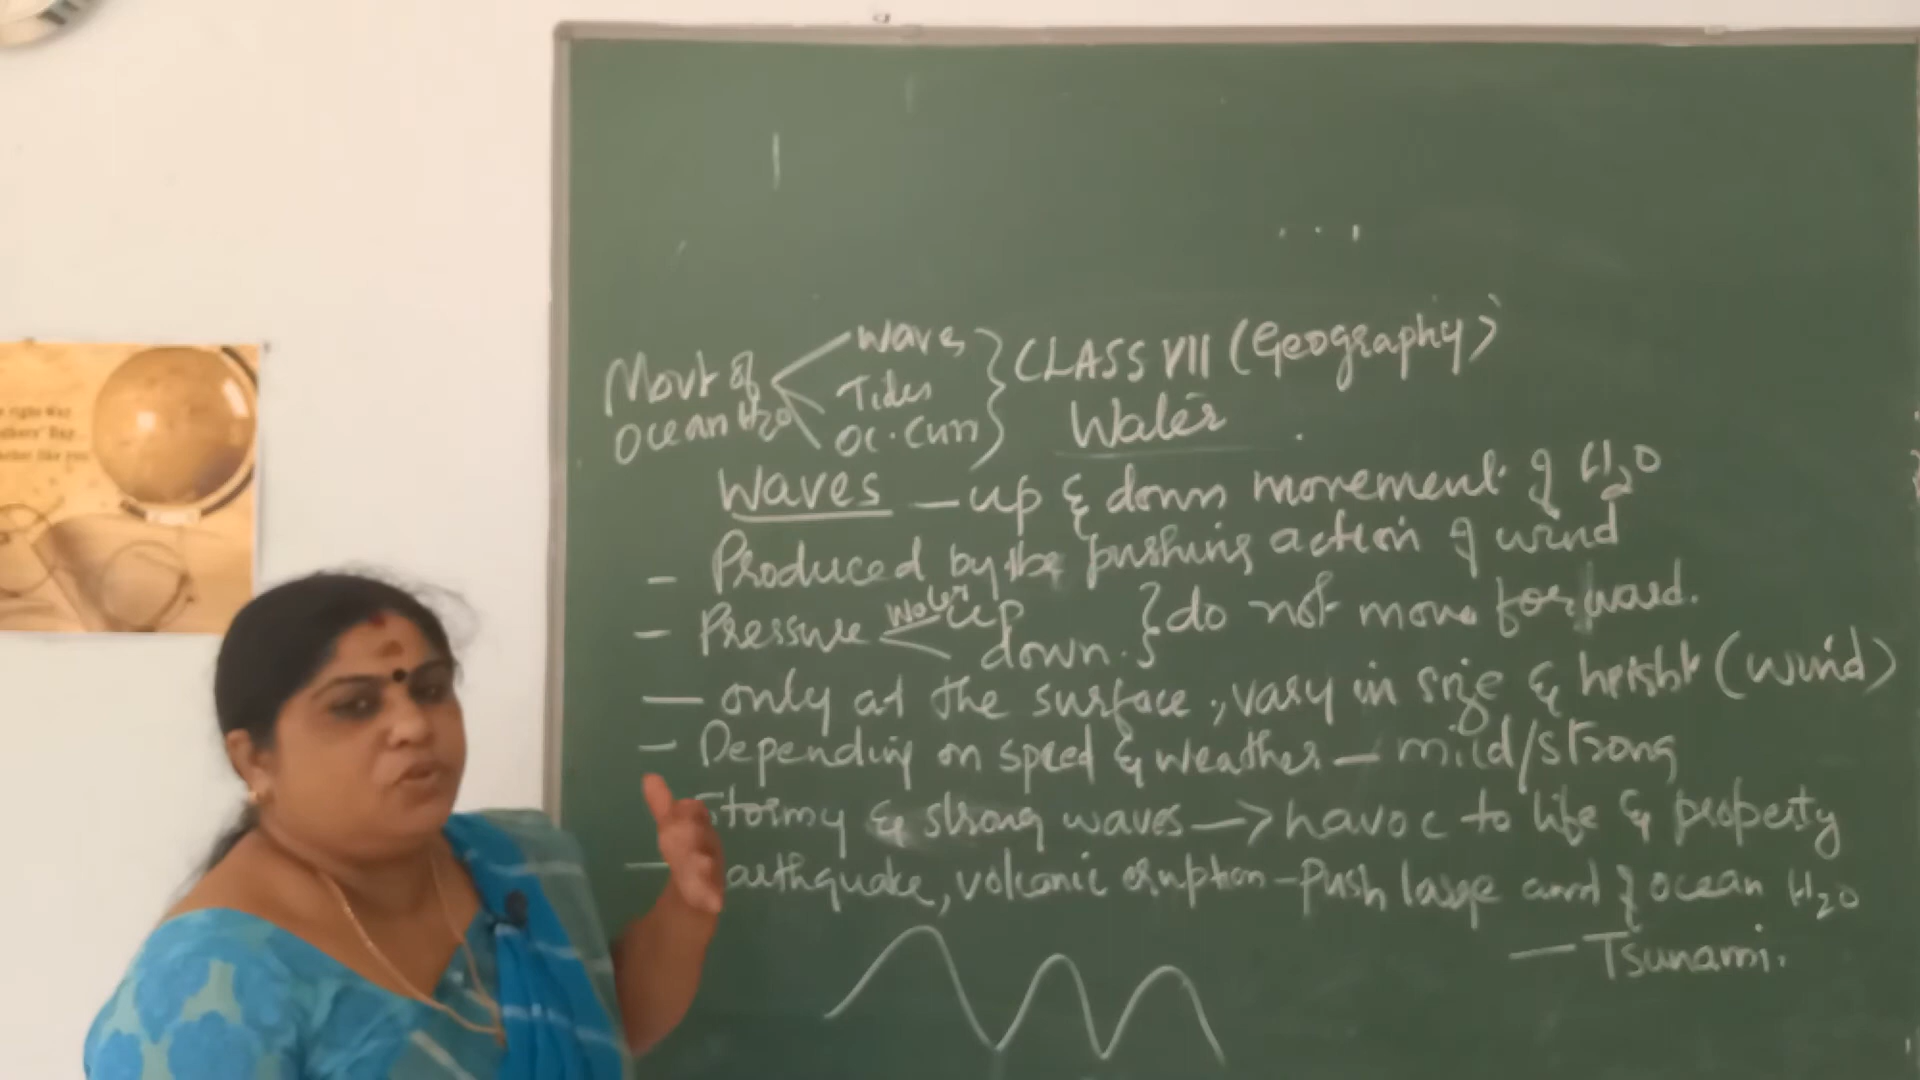 Movt of Ocean H2O
Waves
Tides
Oc. Curr
CLASS VII (Geography)
Water
Waves - up & down movement of H2O
- Produced by the pushing action of wind
- Pressure Water up
down. } do not move forward.
- only at the surface, vary in size & height (wind)
- Depending on speed & weather - mild/strong
Stormy & strong waves -> havoc to life & property
- arthquake, volcanic eruption - Push large amt of ocean H2O
- Tsunami.